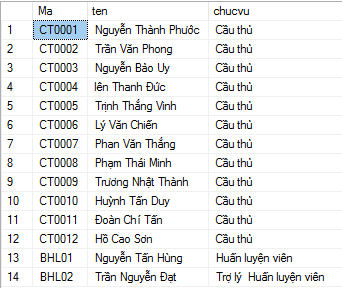 Ma ten chucvu
1 CT0001 Nguyễn Thành Phước Cầu thủ
2 CT0002 Trần Văn Phong Cầu thủ
3 CT0003 Nguyễn Bảo Uy Cầu thủ
4 CT0004 lên Thanh Đức Cầu thủ
5 CT0005 Trịnh Thắng Vinh Cầu thủ
6 CT0006 Lý Văn Chiến Cầu thủ
7 CT0007 Phan Văn Thắng Cầu thủ
8 CT0008 Phạm Thái Minh Cầu thủ
9 CT0009 Trương Nhật Thành Cầu thủ
10 CT0010 Huỳnh Tấn Duy Cầu thủ
11 CT0011 Đoàn Chí Tấn Cầu thủ
12 CT0012 Hồ Cao Sơn Cầu thủ
13 BHL01 Nguyễn Tấn Hùng Huấn luyện viên
14 BHL02 Trần Nguyễn Đạt Trợ lý Huấn luyện viên